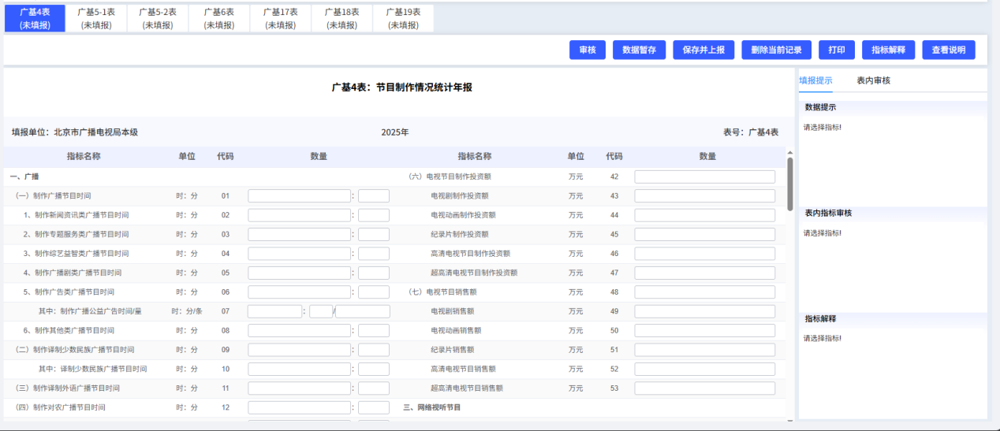 广基4表 广基5-1表 广基5-2表 广基6表 广基17表 广基18表 广基19表
(未填报) (未填报) (未填报) (未填报) (未填报) (未填报) (未填报)
审核 数据暂存 保存并上报 删除当前记录 打印 指标解释 查看说明
广基4表：节目制作情况统计年报
填报单位：北京市广播电视局本级 2025年 表号：广基4表
指标名称 单位 代码 数量 指标名称 单位 代码 数量
一、广播 （六）电视节目制作投资额 万元 42
（一）制作广播节目时间 时：分 01 : 电视剧制作投资额 万元 43
1、制作新闻资讯类广播节目时间 时：分 02 : 电视动画制作投资额 万元 44
2、制作专题服务类广播节目时间 时：分 03 : 纪录片制作投资额 万元 45
3、制作综艺益智类广播节目时间 时：分 04 : 高清电视节目制作投资额 万元 46
4、制作广播剧类广播节目时间 时：分 05 : 超高清电视节目制作投资额 万元 47
5、制作广告类广播节目时间 时：分 06 : （七）电视节目销售额 万元 48
其中：制作广播公益广告时间/量 时：分/条 07 : / 电视剧销售额 万元 49
6、制作其他类广播节目时间 时：分 08 : 电视动画销售额 万元 50
（二）制作译制少数民族广播节目时间 时：分 09 : 纪录片销售额 万元 51
其中：译制少数民族广播节目时间 时：分 10 : 高清电视节目销售额 万元 52
（三）制作译制外语广播节目时间 时：分 11 : 超高清电视节目销售额 万元 53
（四）制作对农广播节目时间 时：分 12 : 三、网络视听节目
填报提示 表内审核
数据提示
请选择指标!
表内指标审核
请选择指标!
指标解释
请选择指标!